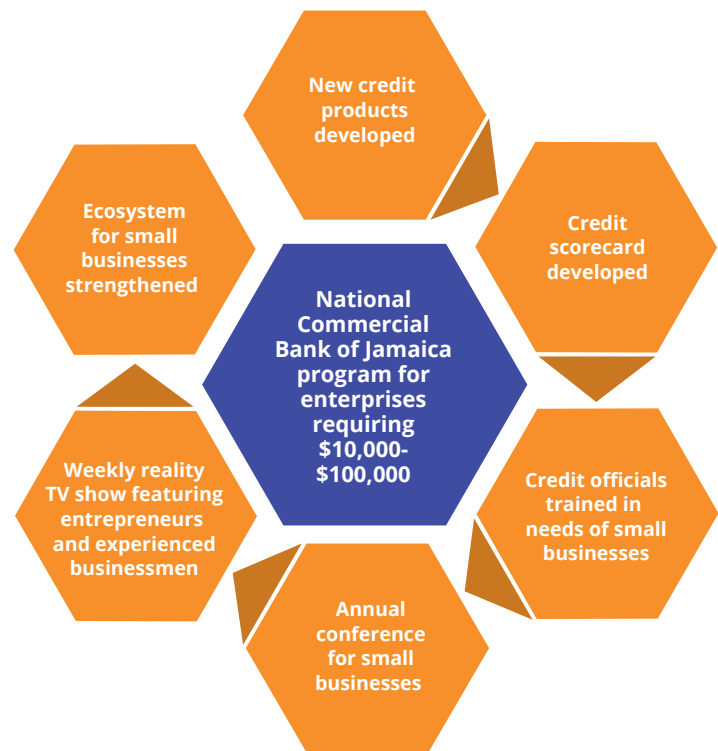 New credit
products
developed
Credit
scorecard
developed
Credit officials
trained in
needs of small
businesses
Annual
conference
for small
businesses
Weekly reality
TV show featuring
entrepreneurs
and experienced
businessmen
Ecosystem
for small
businesses
strengthened
National
Commercial
Bank of Jamaica
program for
enterprises
requiring
$10,000-
$100,000